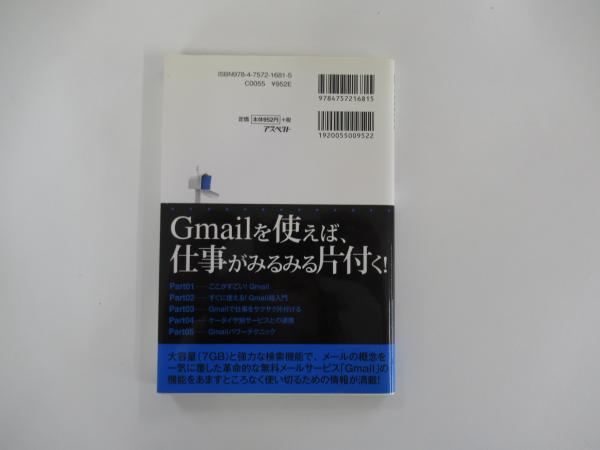 ISBN978-4-7572-1681-5
C0055 ¥952E
9784757216815
定価 本体952円 +税
アスペクト
1920055009522
Gmailを使えば、
仕事がみるみる片付く!
Part01 ここがすごい! Gmail
Part02 すぐに使える! Gmail超入門
Part03 Gmailで仕事をサクサク片付ける
Part04 ケータイや別サービスとの連携
Part05 Gmailパワーテクニック
大容量(7GB)と強力な検索機能で、メールの概念を
一気に覆した革命的な無料メールサービス「Gmail」の
機能をあますところなく使い切るための情報が満載!